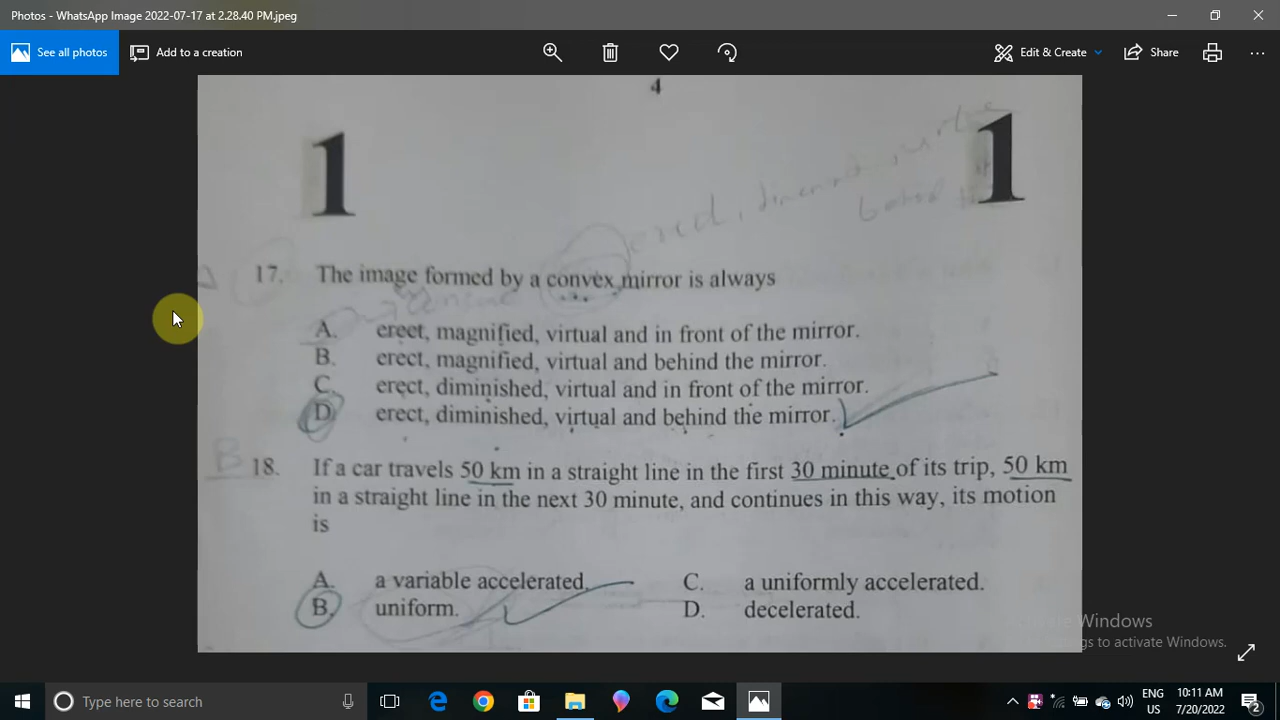 Photos - WhatsApp Image 2022-07-17 at 2.28.40 PM.jpeg
See all photos
Add to a creation
Edit & Create
Share
4
1
1
17. The image formed by a convex mirror is always
A. erect, magnified, virtual and in front of the mirror.
B. erect, magnified, virtual and behind the mirror.
C. erect, diminished, virtual and in front of the mirror.
D. erect, diminished, virtual and behind the mirror.
B
18. If a car travels 50 km in a straight line in the first 30 minute of its trip, 50 km
in a straight line in the next 30 minute, and continues in this way, its motion
is
A. a variable accelerated. C. a uniformly accelerated.
B. uniform. D. decelerated.
Windows
to activate Windows.
Type here to search
ENG
US
10:11 AM
7/20/2022
2